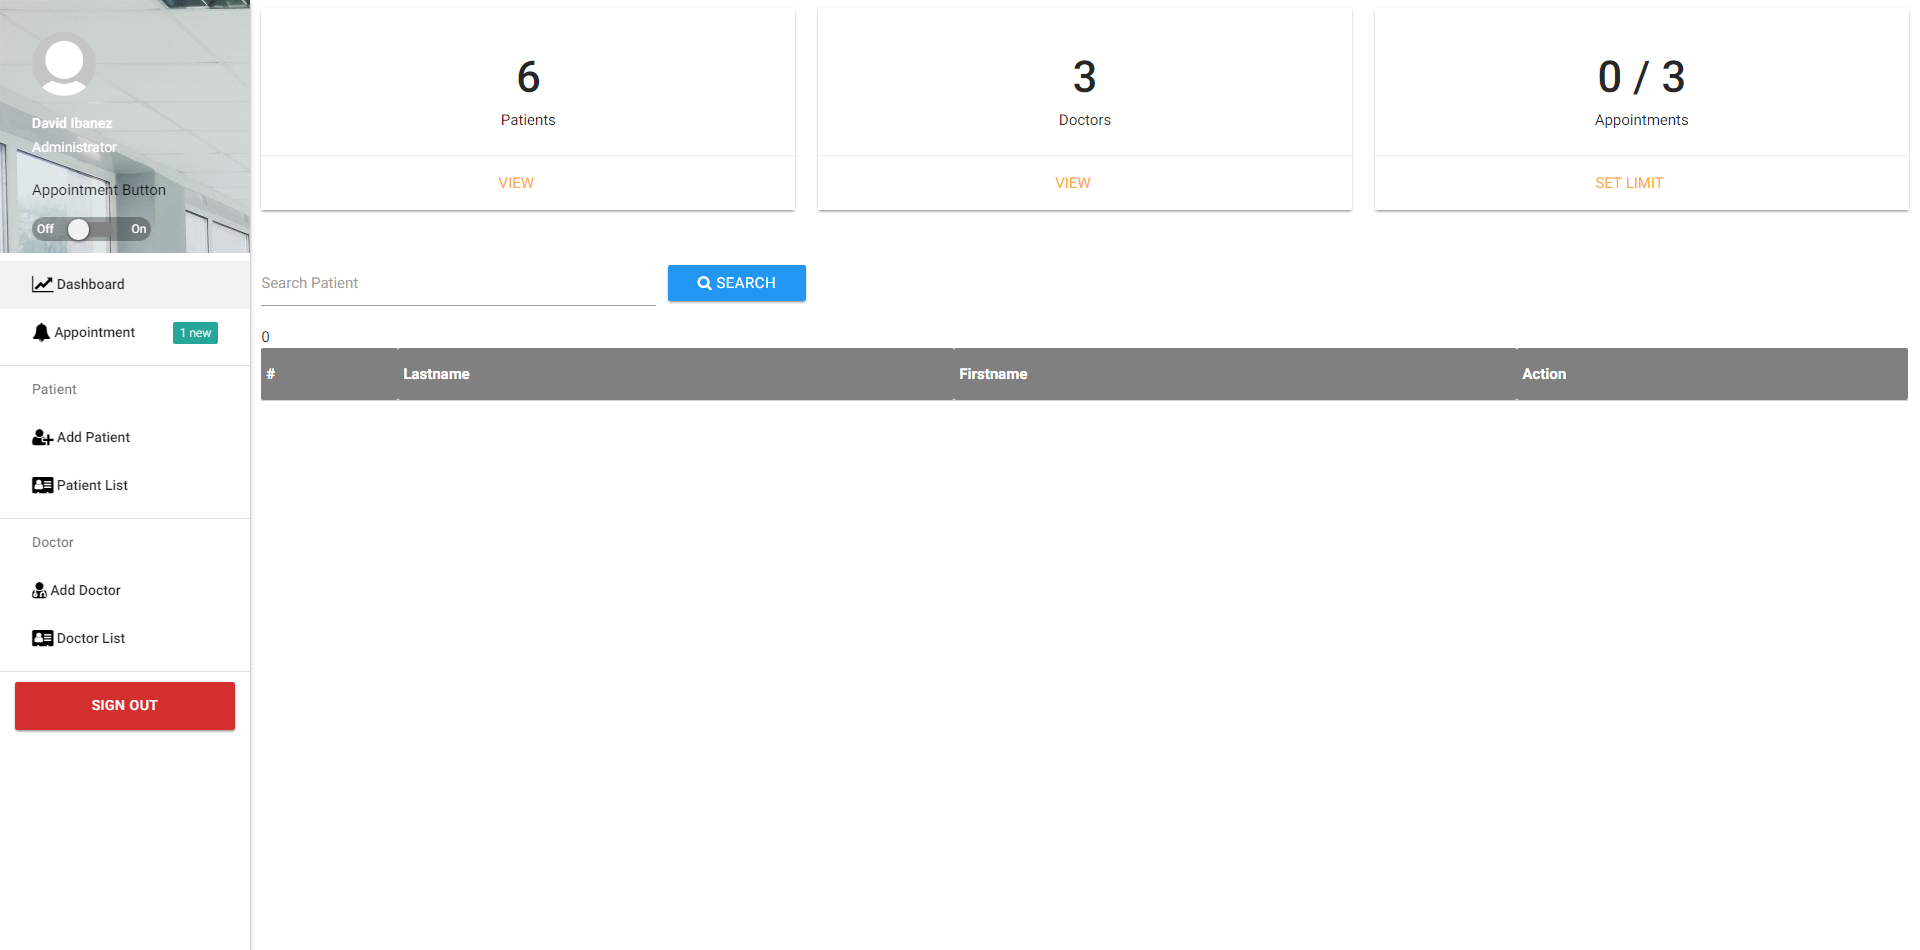 David Ibanez
Administrator
Appointment Button
Off On
Dashboard
Appointment 1 new
Patient
Add Patient
Patient List
Doctor
Add Doctor
Doctor List
SIGN OUT
6
Patients
VIEW
3
Doctors
VIEW
0 / 3
Appointments
SET LIMIT
Search Patient
SEARCH
0
# Lastname Firstname Action